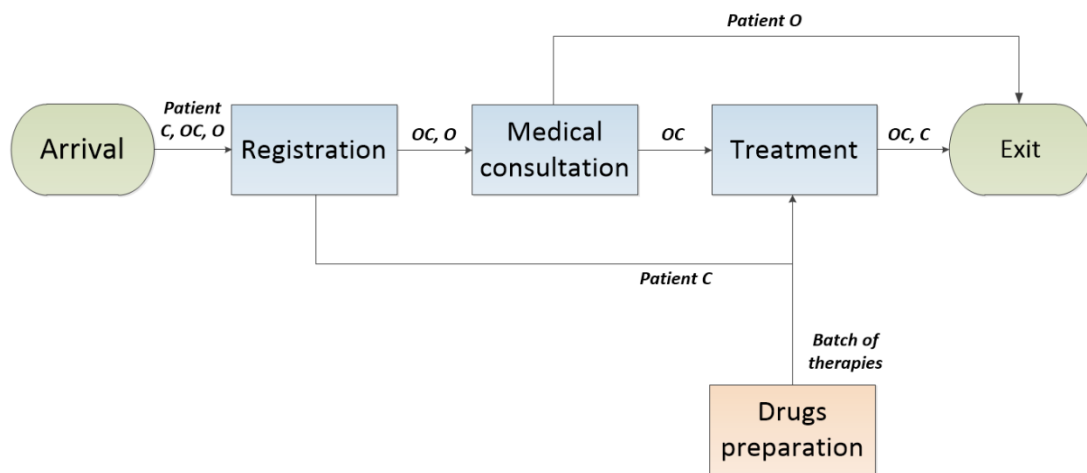 Patient O
Arrival
Patient
C, OC, O
Registration
OC, O
Medical
consultation
OC
Treatment
OC, C
Exit
Patient C
Batch of
therapies
Drugs
preparation